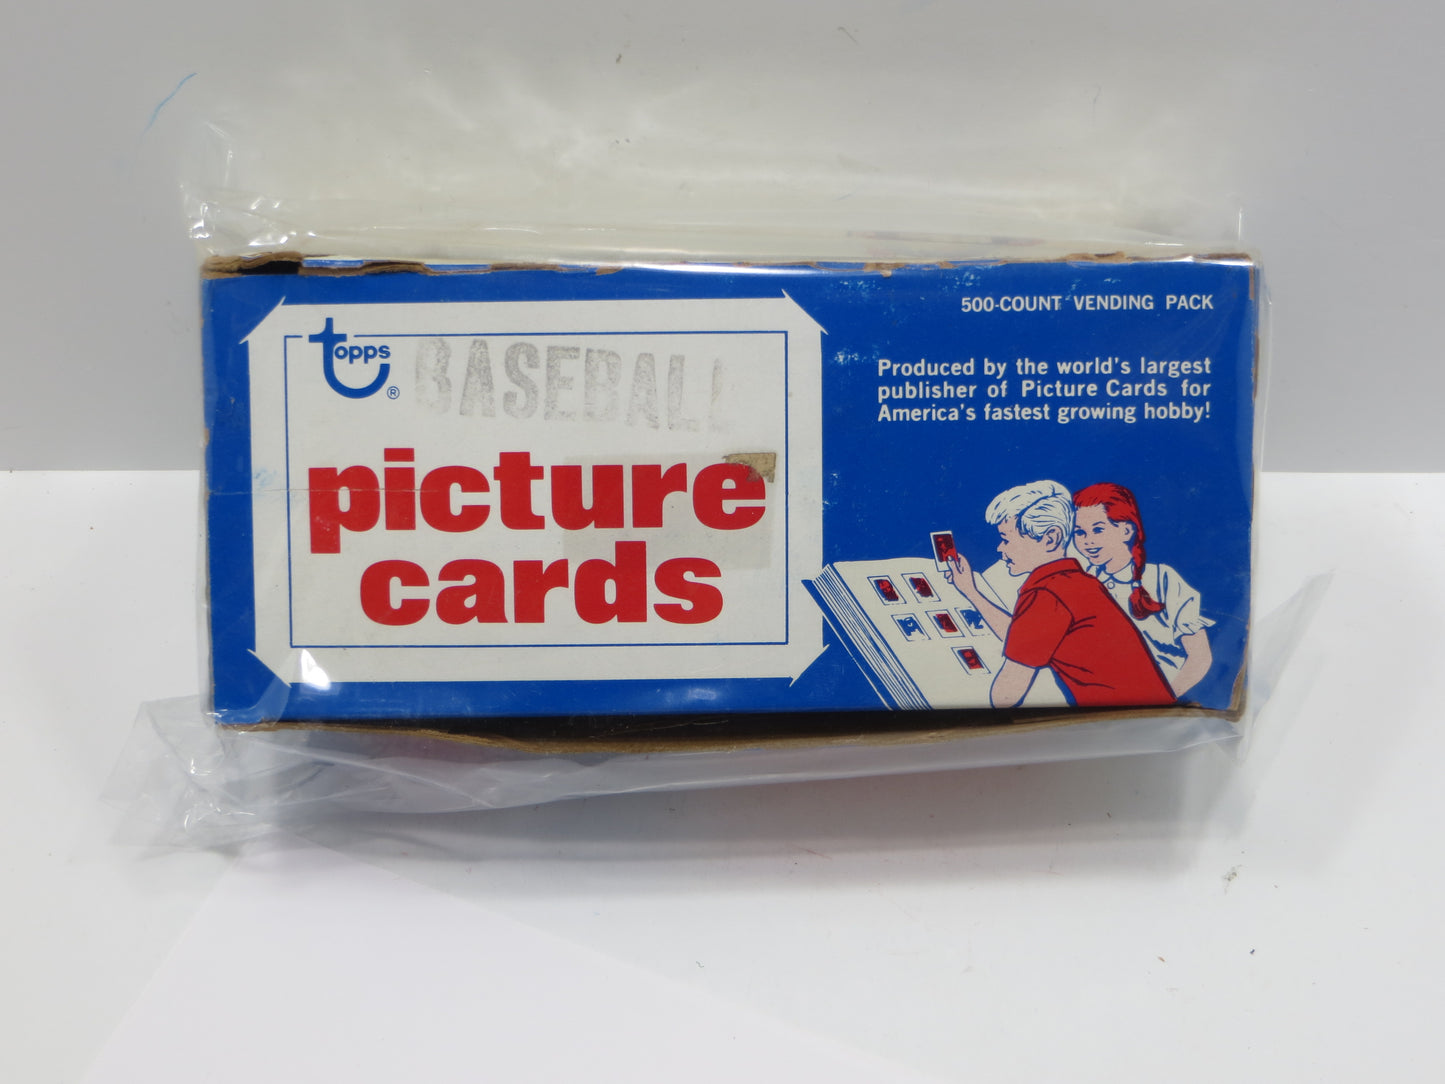 topps®
BASEBALL
picture
cards
500-COUNT VENDING PACK
Produced by the world's largest
publisher of Picture Cards for
America's fastest growing hobby!